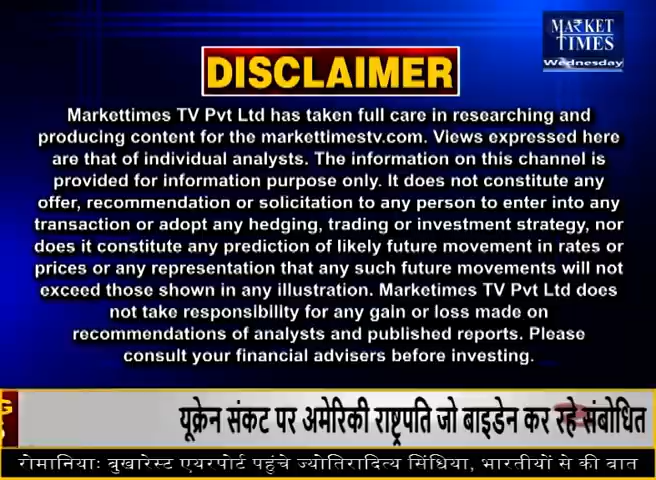 MARKET
TIMES
Wednesday
DISCLAIMER
Markettimes TV Pvt Ltd has taken full care in researching and
producing content for the markettimestv.com. Views expressed here
are that of individual analysts. The information on this channel is
provided for information purpose only. It does not constitute any
offer, recommendation or solicitation to any person to enter into any
transaction or adopt any hedging, trading or investment strategy, nor
does it constitute any prediction of likely future movement in rates or
prices or any representation that any such future movements will not
exceed those shown in any illustration. Marketimes TV Pvt Ltd does
not take responsibility for any gain or loss made on
recommendations of analysts and published reports. Please
consult your financial advisers before investing.
यूक्रेन संकट पर अमेरिकी राष्ट्रपति जो बाइडेन कर रहे संबोधित
रोमानियाः बुखारेस्ट एयरपोर्ट पहुंचे ज्योतिरादित्य सिंधिया, भारतीयों से की बात